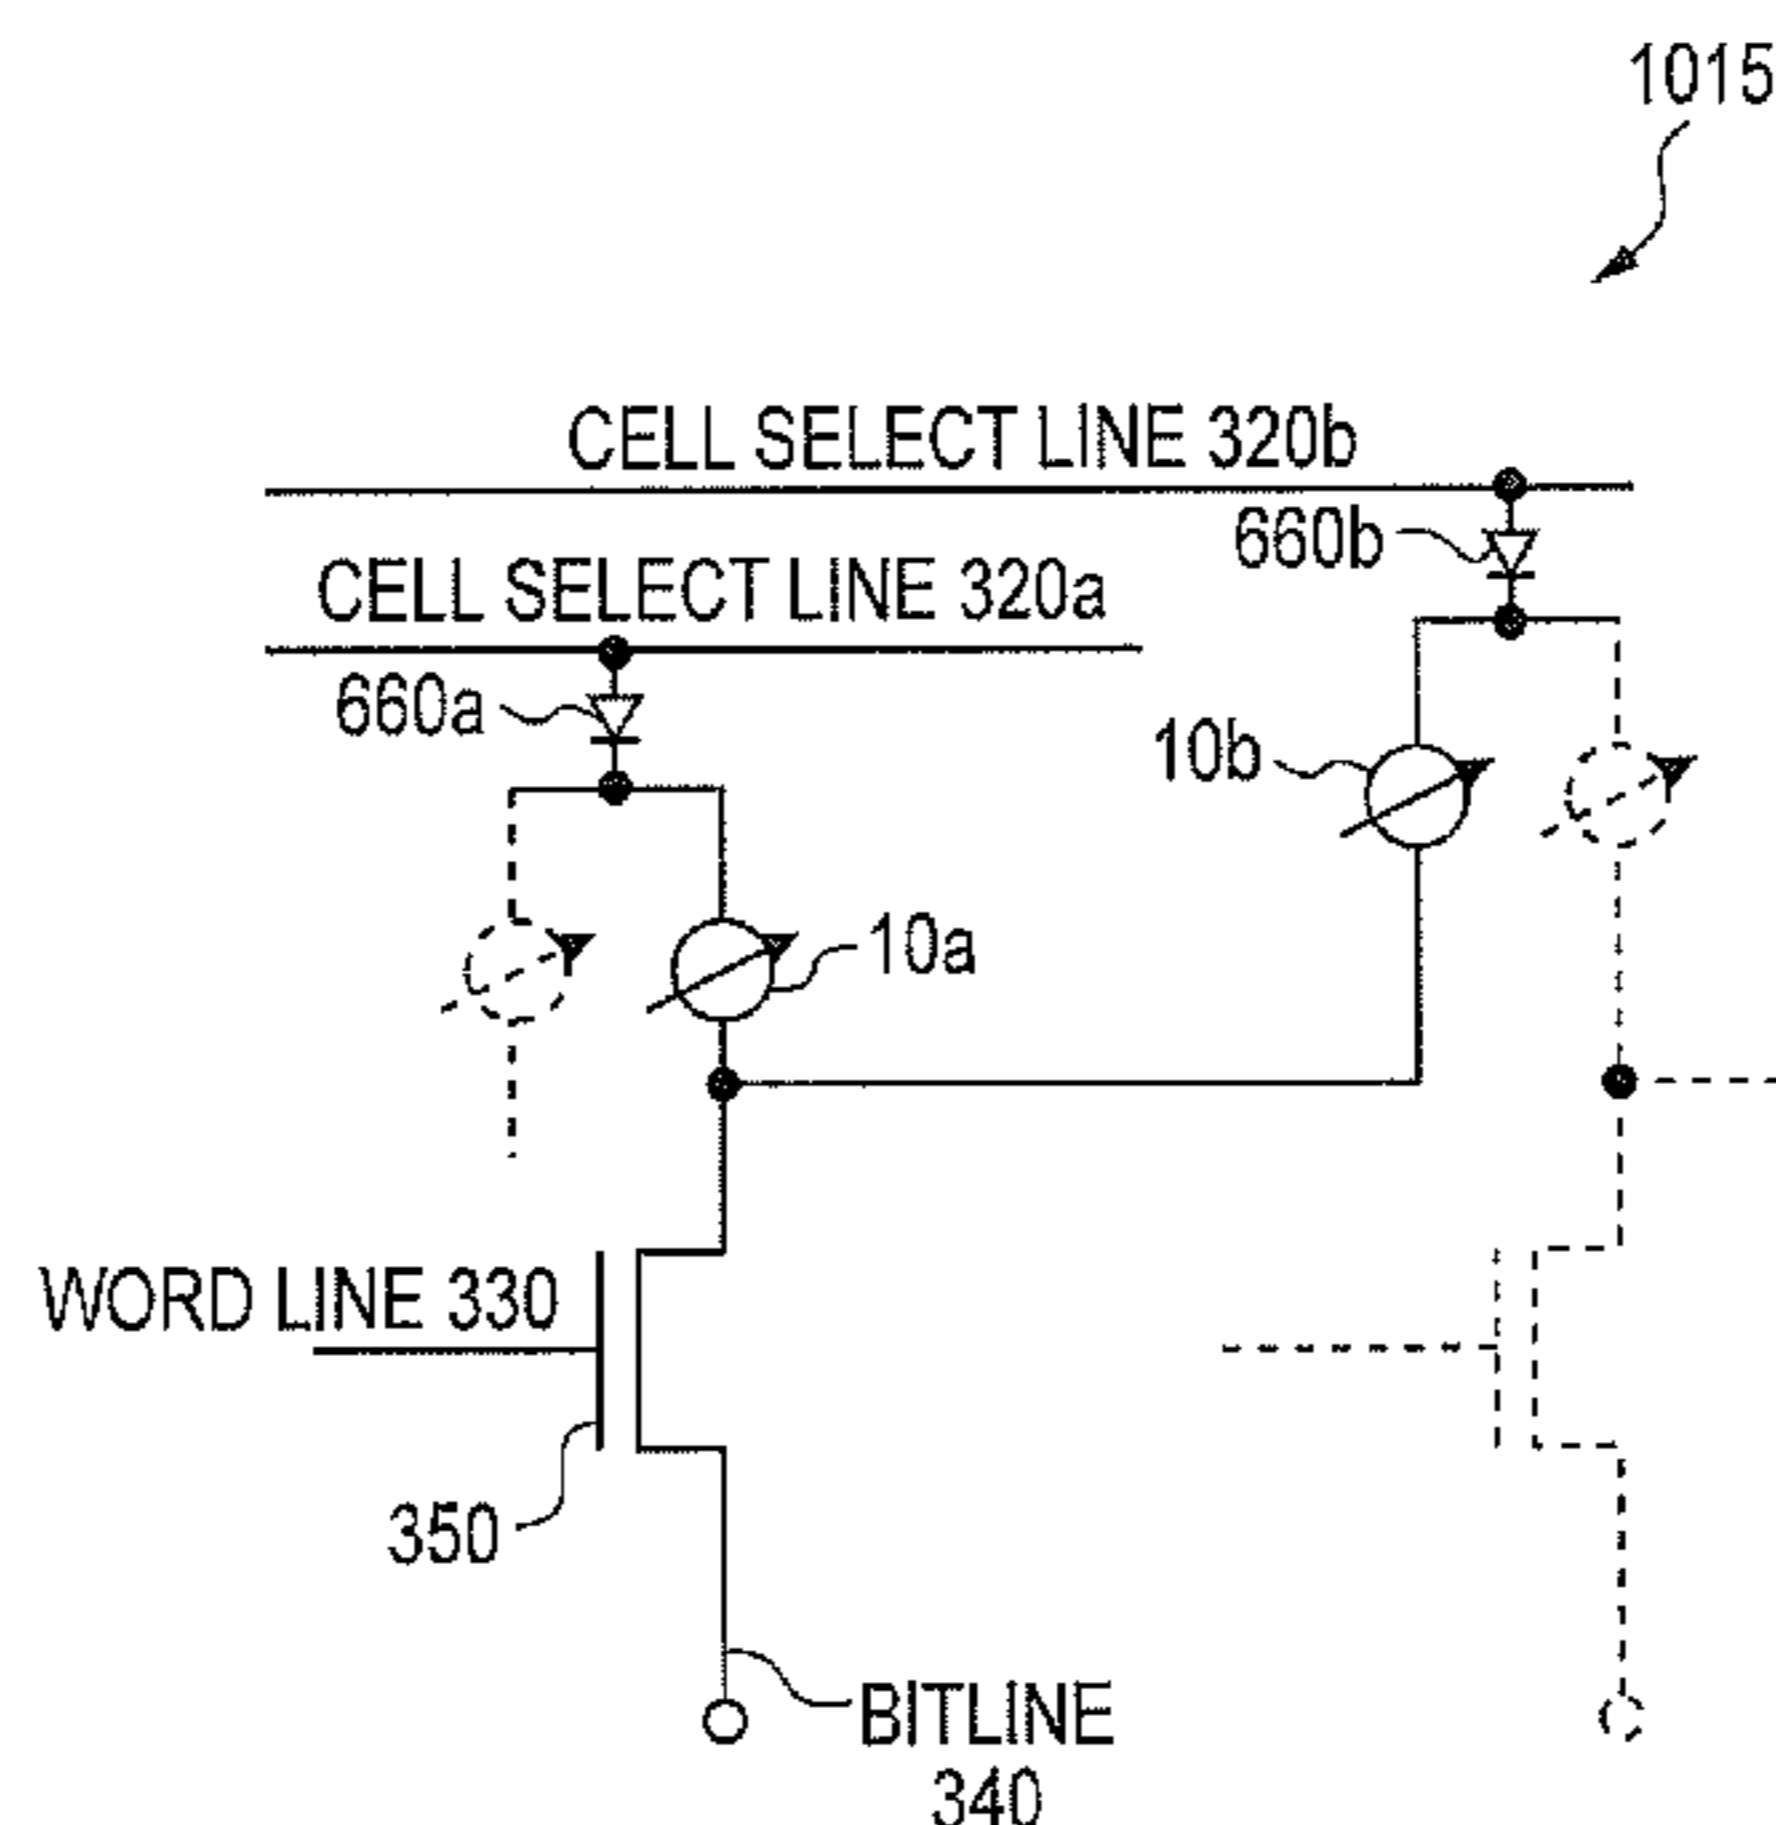 1015
CELL SELECT LINE 320b
660b
CELL SELECT LINE 320a
660a
10b
10a
WORD LINE 330
350
BITLINE
340